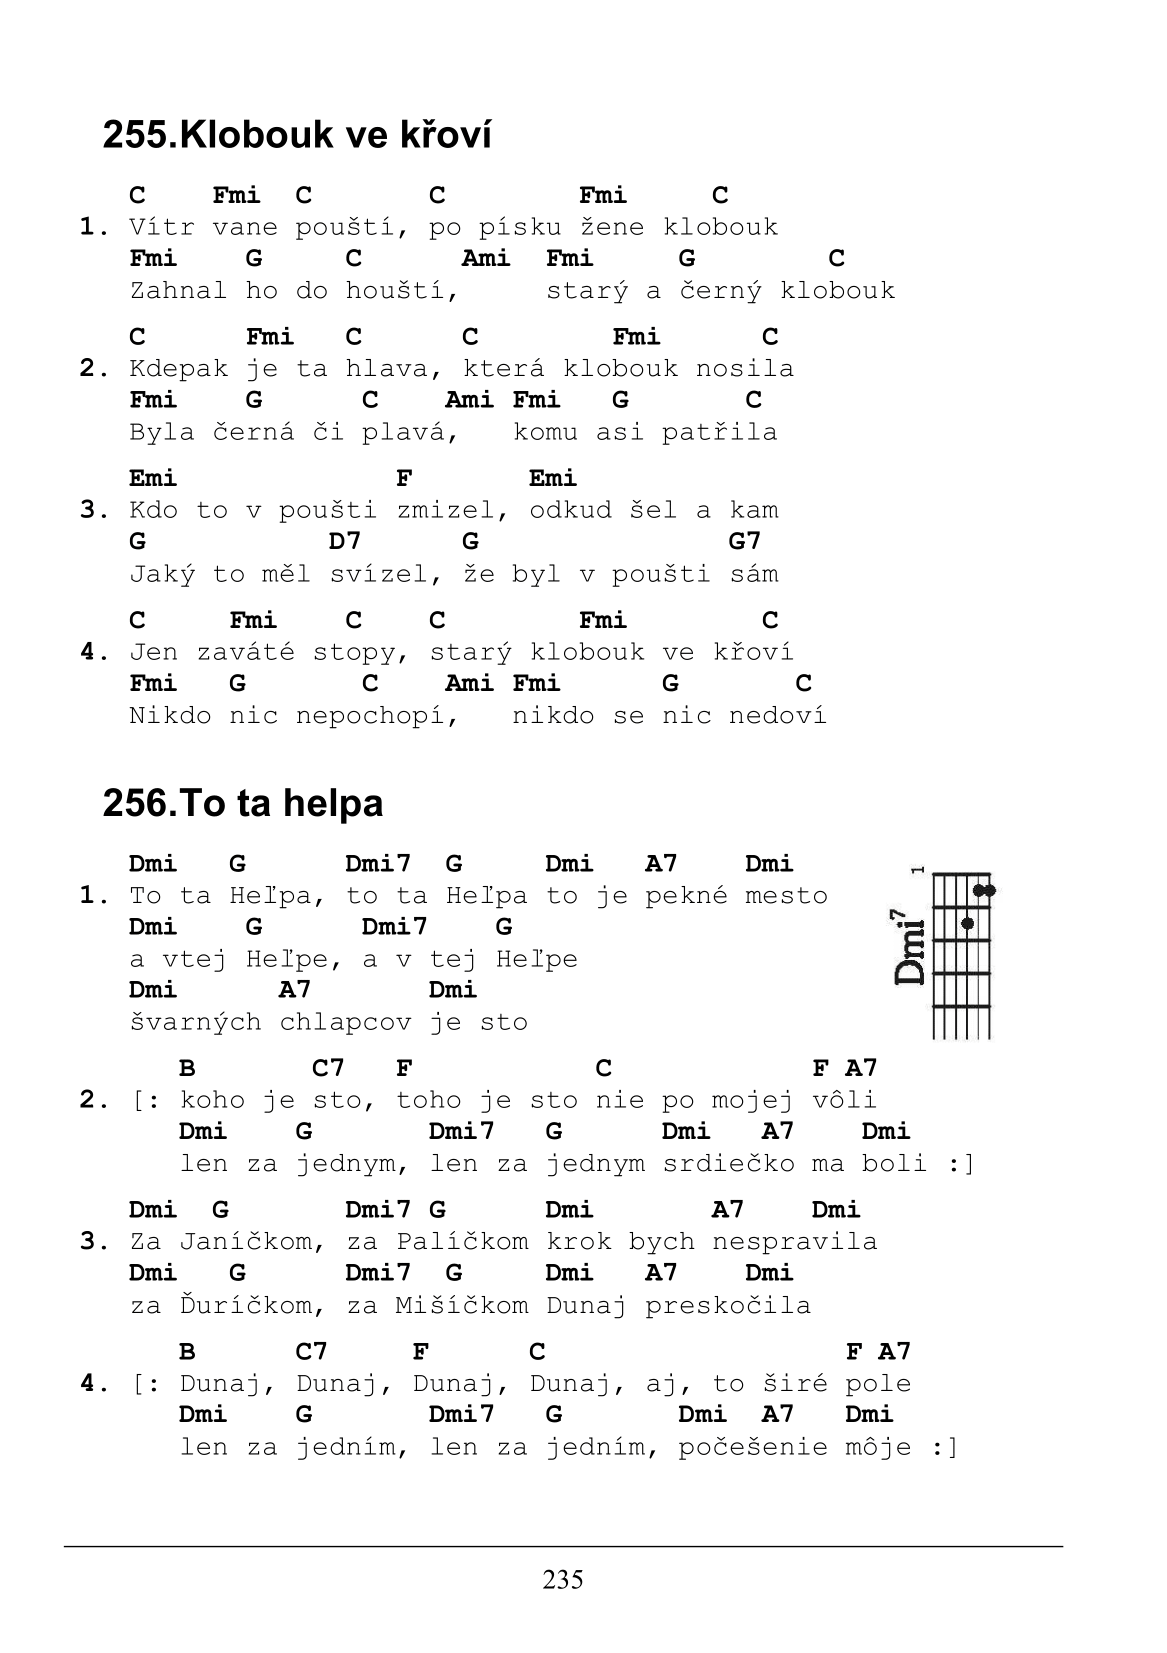 255.Klobouk ve křoví
C    Fmi  C       C        Fmi     C
1. Vítr vane pouští, po písku žene klobouk
Fmi    G     C      Ami  Fmi     G        C
Zahnal ho do houští,     starý a černý klobouk
C      Fmi   C      C        Fmi      C
2. Kdepak je ta hlava, která klobouk nosila
Fmi    G      C    Ami Fmi   G       C
Byla černá či plavá,   komu asi patřila
Emi             F       Emi
3. Kdo to v poušti zmizel, odkud šel a kam
G           D7      G               G7
Jaký to měl svízel, že byl v poušti sám
C     Fmi    C    C        Fmi        C
4. Jen zaváté stopy, starý klobouk ve křoví
Fmi   G       C    Ami Fmi      G       C
Nikdo nic nepochopí,   nikdo se nic nedoví
256.To ta helpa
Dmi   G      Dmi7  G     Dmi   A7    Dmi
1. To ta Heľpa, to ta Heľpa to je pekné mesto
Dmi    G      Dmi7    G
a vtej Heľpe, a v tej Heľpe
Dmi      A7       Dmi
švarných chlapcov je sto
1
Dmi7
B       C7   F           C            F A7
2. [: koho je sto, toho je sto nie po mojej vôli
Dmi    G       Dmi7   G      Dmi   A7    Dmi
len za jednym, len za jednym srdiečko ma boli :]
Dmi  G       Dmi7 G      Dmi       A7    Dmi
3. Za Janíčkom, za Palíčkom krok bych nespravila
Dmi   G      Dmi7  G     Dmi   A7    Dmi
za Ďuríčkom, za Mišíčkom Dunaj preskočila
B      C7     F      C                  F A7
4. [: Dunaj, Dunaj, Dunaj, Dunaj, aj, to širé pole
Dmi    G       Dmi7   G       Dmi  A7   Dmi
len za jedním, len za jedním, počešenie môje :]
235